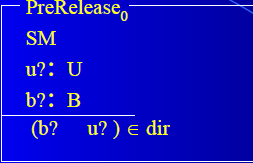 PreRelease₀
SM
u?： U
b?： B
(b? u? ) ∈ dir